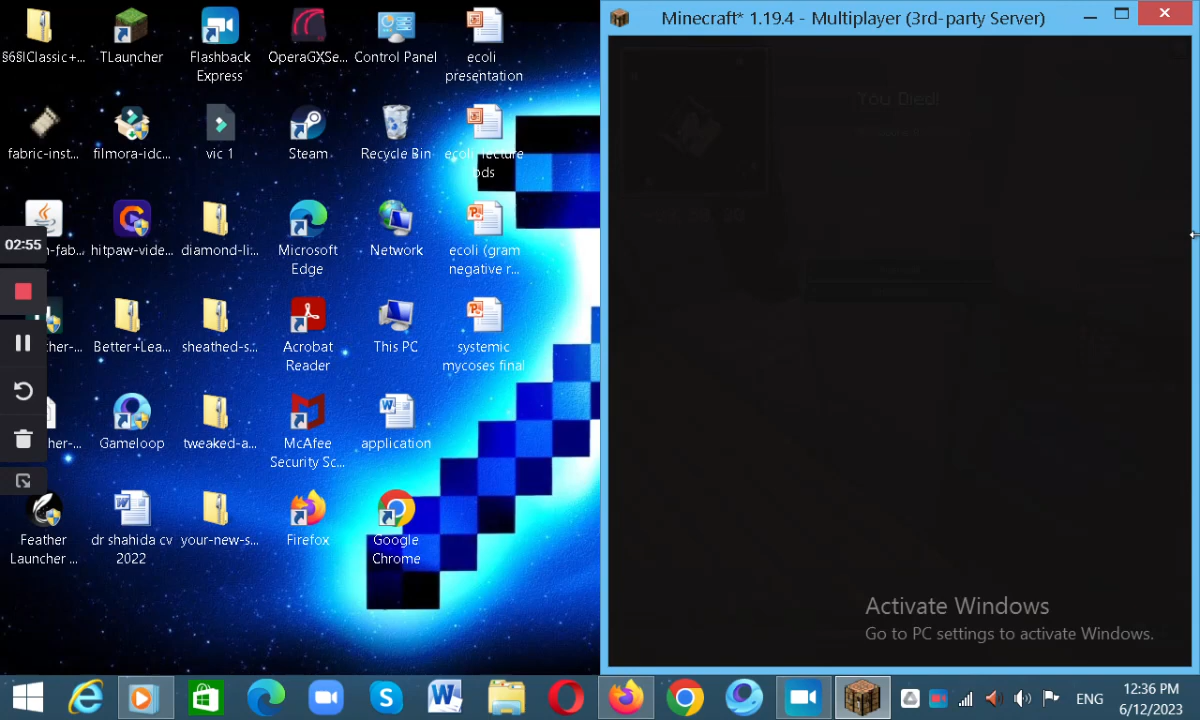 Minecraft* 1.19.4 - Multiplayer (3rd-party Server)
§6§lClassic+...
TLauncher
Flashback
Express
OperaGXSe...
Control Panel
ecoli
presentation
You Died!
fabric-inst...
filmora-idc...
vic 1
Steam
Recycle Bin
ecoli lecture
pds
02:55
n-fab...
hitpaw-vide...
diamond-li...
Microsoft
Edge
Network
ecoli (gram
negative r...
ther-...
Better+Lea...
sheathed-s...
Acrobat
Reader
This PC
systemic
mycoses final
her-...
Gameloop
tweaked-a...
McAfee
Security Sc...
application
Feather
Launcher ...
dr shahida cv
2022
your-new-s...
Firefox
Google
Chrome
Activate Windows
Go to PC settings to activate Windows.
ENG
12:36 PM
6/12/2023